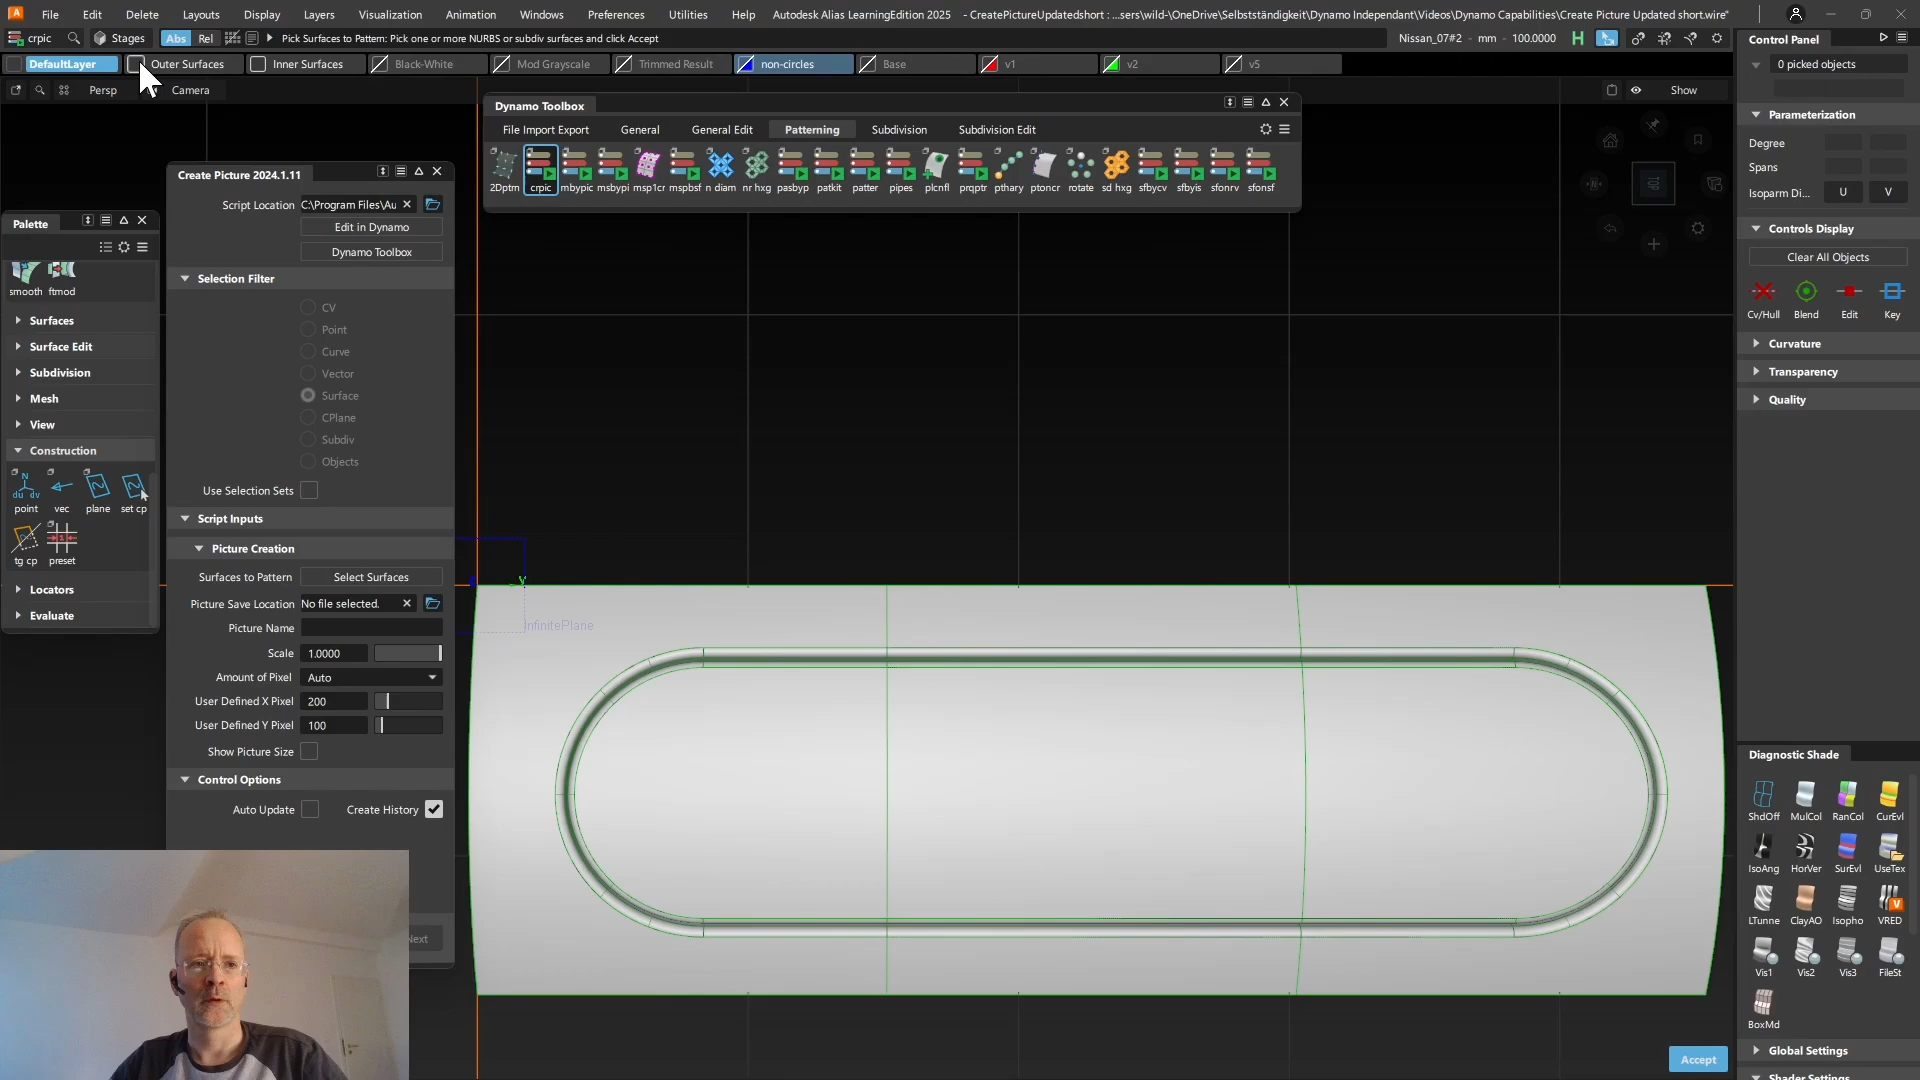 File Edit Delete Layouts Display Layers Visualization Animation Windows Preferences Utilities Help Autodesk Alias LearningEdition 2025 - CreatePictureUpdatedshort : ...sers\wild-\OneDrive\Selbstständigkeit\Dynamo Independant\Videos\Dynamo Capabilities\Create Picture Updated short.wire*
crpic Stages Abs Rel Pick Surfaces to Pattern: Pick one or more NURBS or subdiv surfaces and click Accept Nissan_07#2 - mm - 100.0000 H
DefaultLayer Outer Surfaces Inner Surfaces Black-White Mod Grayscale Trimmed Result non-circles Base v1 v2 v5
Persp Camera Show
Dynamo Toolbox
File Import Export General General Edit Patterning Subdivision Subdivision Edit
2Dptrn crpic mbypic msbypi msp1cr mspbsf n diam nr hxg pasbyp patkit patter pipes plcnfl prqptr pthary ptoncr rotate sd hxg sfbycv sfbyis sfonrv sfonsf
Create Picture 2024.1.11
Script Location C:\Program Files\Au
Edit in Dynamo
Dynamo Toolbox
Selection Filter
CV
Point
Curve
Vector
Surface
CPlane
Subdiv
Objects
Use Selection Sets
Script Inputs
Picture Creation
Surfaces to Pattern Select Surfaces
Picture Save Location No file selected.
Picture Name
Scale 1.0000
Amount of Pixel Auto
User Defined X Pixel 200
User Defined Y Pixel 100
Show Picture Size
Control Options
Auto Update Create History
Next
Palette
smooth ftmod
Surfaces
Surface Edit
Subdivision
Mesh
View
Construction
N
du dv
point vec plane set cp
tg cp preset
Locators
Evaluate
y
InfinitePlane
Accept
Control Panel
0 picked objects
Parameterization
Degree
Spans
Isoparm Di... U V
Controls Display
Clear All Objects
Cv/Hull Blend Edit Key
Curvature
Transparency
Quality
Diagnostic Shade
ShdOff MulCol RanCol CurEvl
IsoAng HorVer SurEvl UseTex
LTunne ClayAO Isopho VRED
Vis1 Vis2 Vis3 FileSt
BoxMd
Global Settings
Shader Settings